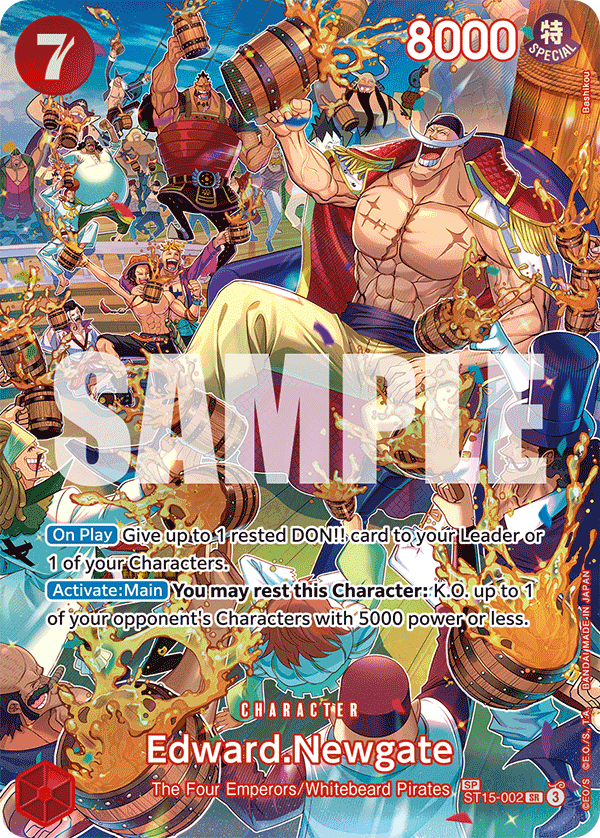 7
8000
特
SPECIAL
Bashikou
SAMPLE
On Play Give up to 1 rested DON!! card to your Leader or
1 of your Characters.
Activate:Main You may rest this Character: K.O. up to 1
of your opponent's Characters with 5000 power or less.
CHARACTER
Edward.Newgate
The Four Emperors/Whitebeard Pirates
SP
ST15-002 SR 3
©E.O./S. ©E.O./S., T.A. BANDAI MADE IN JAPAN